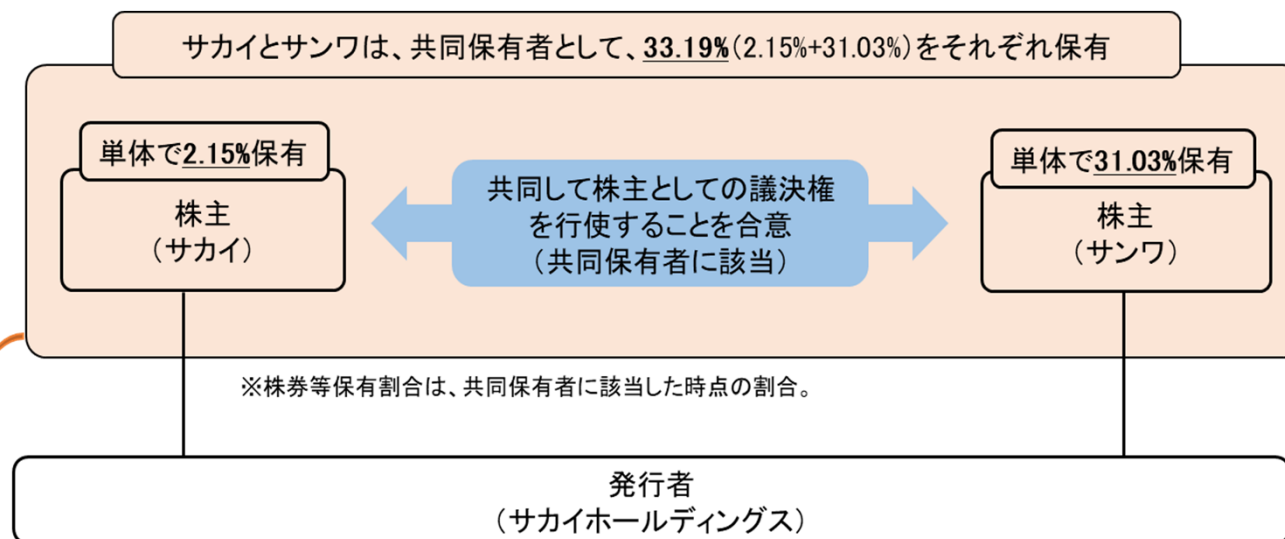 サカイとサンワは、共同保有者として、33.19%(2.15%+31.03%)をそれぞれ保有
単体で2.15%保有
株主
（サカイ）
共同して株主としての議決権
を行使することを合意
（共同保有者に該当）
単体で31.03%保有
株主
（サンワ）
※株券等保有割合は、共同保有者に該当した時点の割合。
発行者
（サカイホールディングス）